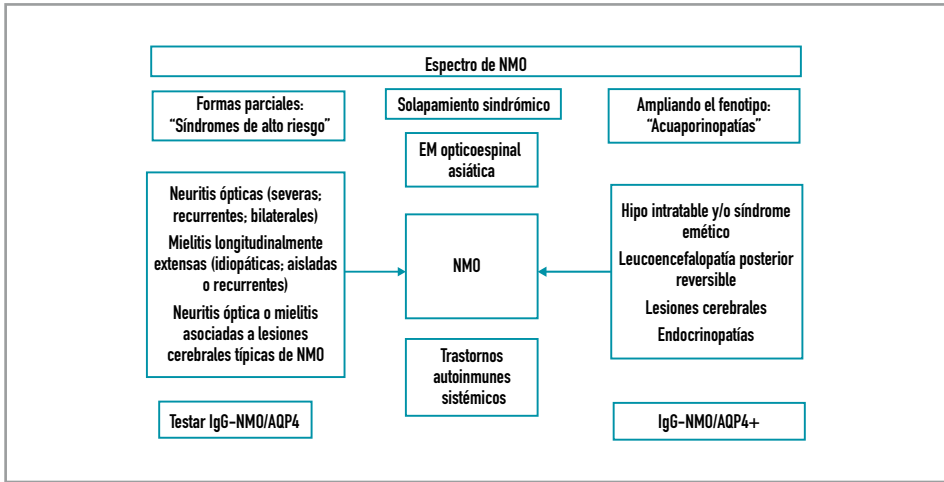 Espectro de NMO
Formas parciales:
“Síndromes de alto riesgo”
Solapamiento sindrómico
Ampliando el fenotipo:
“Acuaporinopatías”
EM opticoespinal
asiática
Neuritis ópticas (severas;
recurrentes; bilaterales)
Mielitis longitudinalmente
extensas (idiopáticas; aisladas
o recurrentes)
Neuritis óptica o mielitis
asociadas a lesiones
cerebrales típicas de NMO
NMO
Hipo intratable y/o síndrome
emético
Leucoencefalopatía posterior
reversible
Lesiones cerebrales
Endocrinopatías
Trastornos
autoinmunes
sistémicos
Testar IgG-NMO/AQP4
IgG-NMO/AQP4+